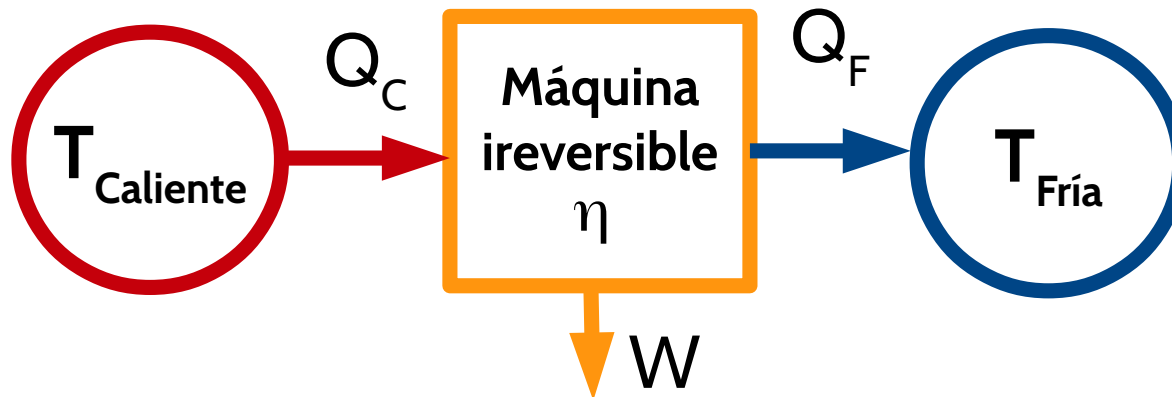 T Caliente
Q C
Máquina
ireversible
η
Q F
T Fría
W